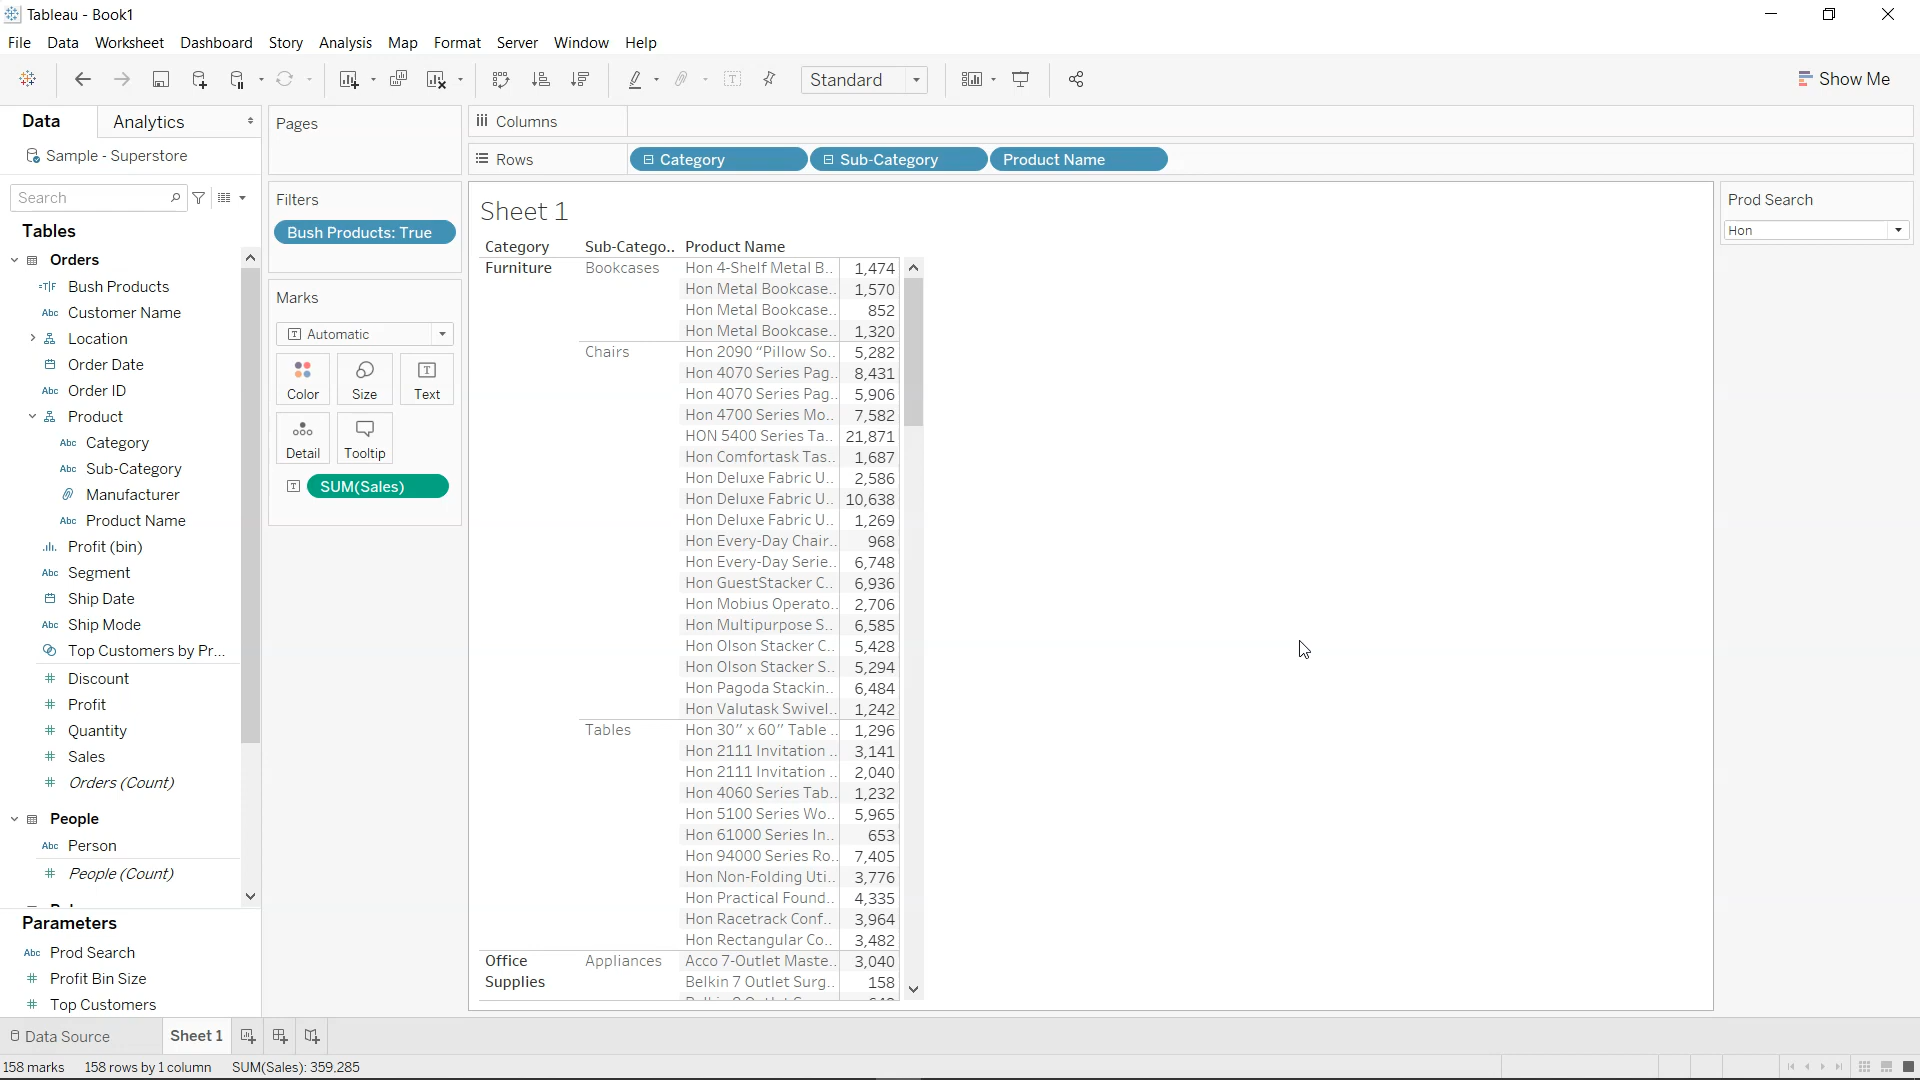 Tableau - Book1
File Data Worksheet Dashboard Story Analysis Map Format Server Window Help
Standard
Show Me
Data
Analytics
Sample - Superstore
Search
Tables
Orders
=T|F Bush Products
Abc Customer Name
Location
Order Date
Abc Order ID
Product
Abc Category
Abc Sub-Category
Manufacturer
Abc Product Name
Profit (bin)
Abc Segment
Ship Date
Abc Ship Mode
Top Customers by Pr...
# Discount
# Profit
# Quantity
# Sales
# Orders (Count)
People
Abc Person
# People (Count)
Parameters
Abc Prod Search
# Profit Bin Size
# Top Customers
Pages
Filters
Bush Products: True
Marks
T Automatic
Color
Size
T Text
Detail
Tooltip
T SUM(Sales)
Columns
Rows
Category
Sub-Category
Product Name
Sheet 1
Category Sub-Catego.. Product Name
Furniture Bookcases Hon 4-Shelf Metal B.. 1,474
Hon Metal Bookcase.. 1,570
Hon Metal Bookcase.. 852
Hon Metal Bookcase.. 1,320
Chairs Hon 2090 “Pillow So.. 5,282
Hon 4070 Series Pag.. 8,431
Hon 4070 Series Pag.. 5,906
Hon 4700 Series Mo.. 7,582
HON 5400 Series Ta.. 21,871
Hon Comfortask Tas.. 1,687
Hon Deluxe Fabric U.. 2,586
Hon Deluxe Fabric U.. 10,638
Hon Deluxe Fabric U.. 1,269
Hon Every-Day Chair.. 968
Hon Every-Day Serie.. 6,748
Hon GuestStacker C.. 6,936
Hon Mobius Operato.. 2,706
Hon Multipurpose S.. 6,585
Hon Olson Stacker C.. 5,428
Hon Olson Stacker S.. 5,294
Hon Pagoda Stackin.. 6,484
Hon Valutask Swivel.. 1,242
Tables Hon 30” x 60” Table .. 1,296
Hon 2111 Invitation .. 3,141
Hon 2111 Invitation .. 2,040
Hon 4060 Series Tab.. 1,232
Hon 5100 Series Wo.. 5,965
Hon 61000 Series In.. 653
Hon 94000 Series Ro.. 7,405
Hon Non-Folding Uti.. 3,776
Hon Practical Found.. 4,335
Hon Racetrack Conf.. 3,964
Hon Rectangular Co.. 3,482
Office Supplies Appliances Acco 7-Outlet Maste.. 3,040
Belkin 7 Outlet Surg.. 158
Prod Search
Hon
Data Source
Sheet 1
158 marks 158 rows by 1 column SUM(Sales): 359,285